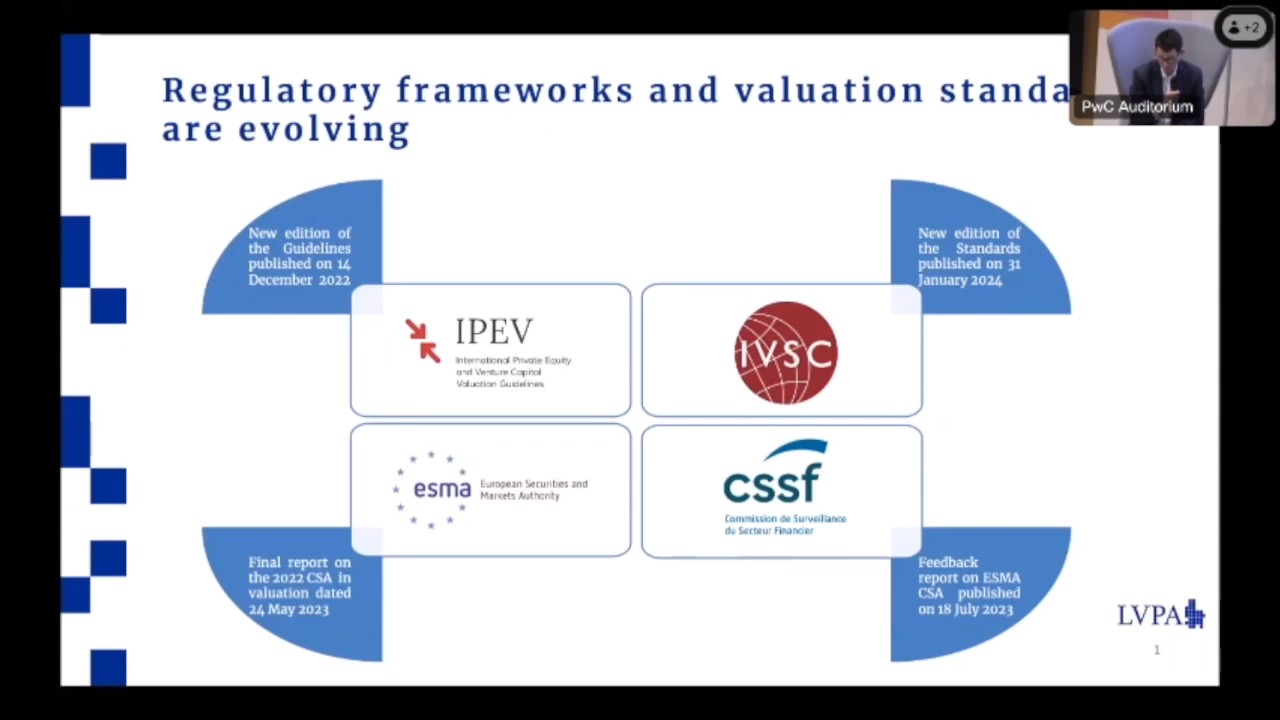 Regulatory frameworks and valuation standa
are evolving
+2
PwC Auditorium
New edition of
the Guidelines
published on 14
December 2022
New edition of
the Standards
published on 31
January 2024
IPEV
International Private Equity
and Venture Capital
Valuation Guidelines
IVSC
esma
European Securities and
Markets Authority
cssf
Commission de Surveillance
du Secteur Financier
Final report on
the 2022 CSA in
valuation dated
24 May 2023
Feedback
report on ESMA
CSA published
on 18 July 2023
LVPA
1